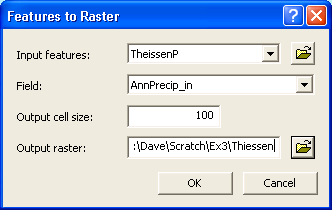 Features to Raster
Input features: TheissenP
Field: AnnPrecip_in
Output cell size: 100
Output raster: :\Dave\Scratch\Ex3\Thiessen
OK Cancel